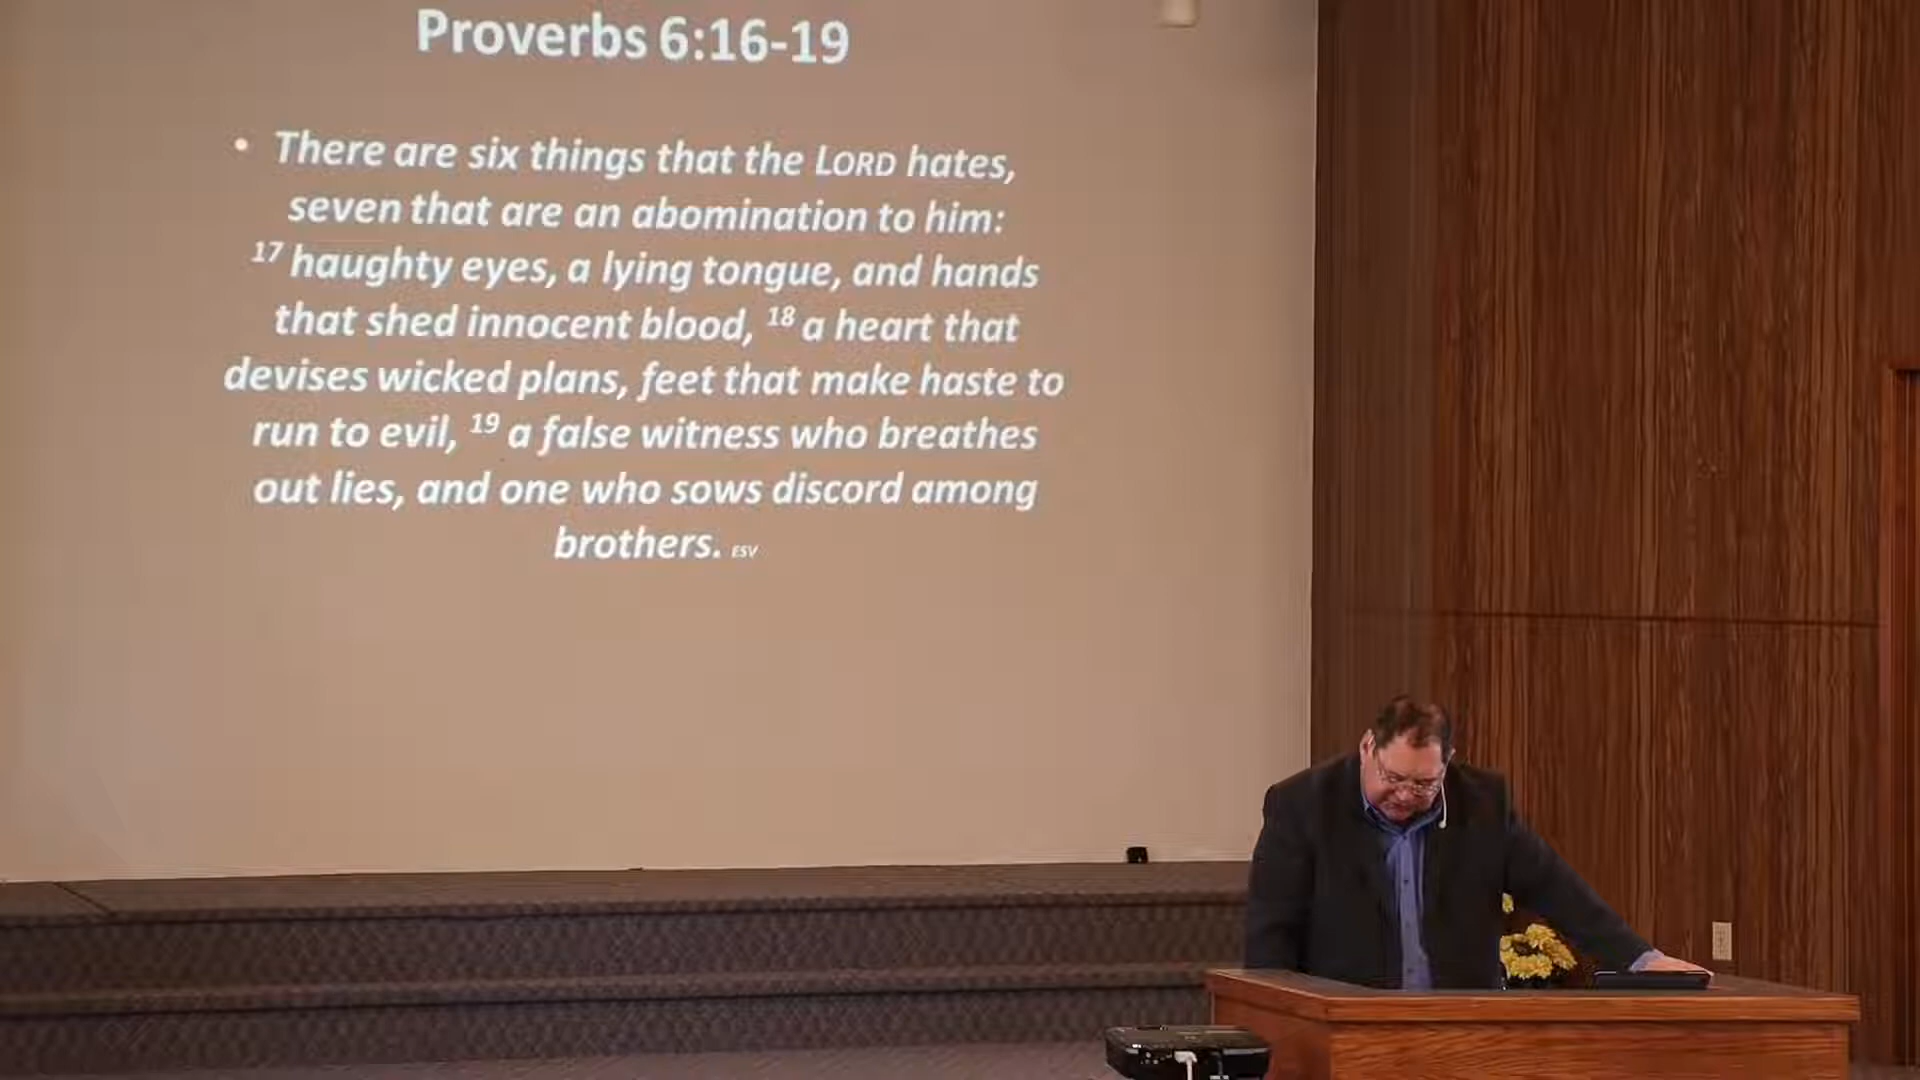 Proverbs 6:16-19
• There are six things that the LORD hates,
seven that are an abomination to him:
17 haughty eyes, a lying tongue, and hands
that shed innocent blood, 18 a heart that
devises wicked plans, feet that make haste to
run to evil, 19 a false witness who breathes
out lies, and one who sows discord among
brothers. ESV